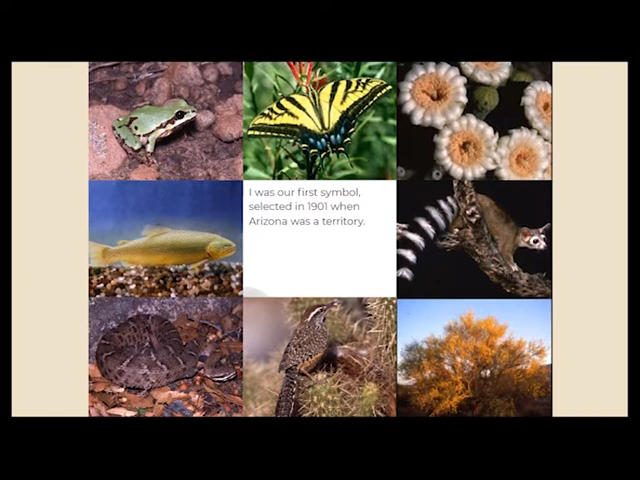 I was our first symbol,
selected in 1901 when
Arizona was a territory.